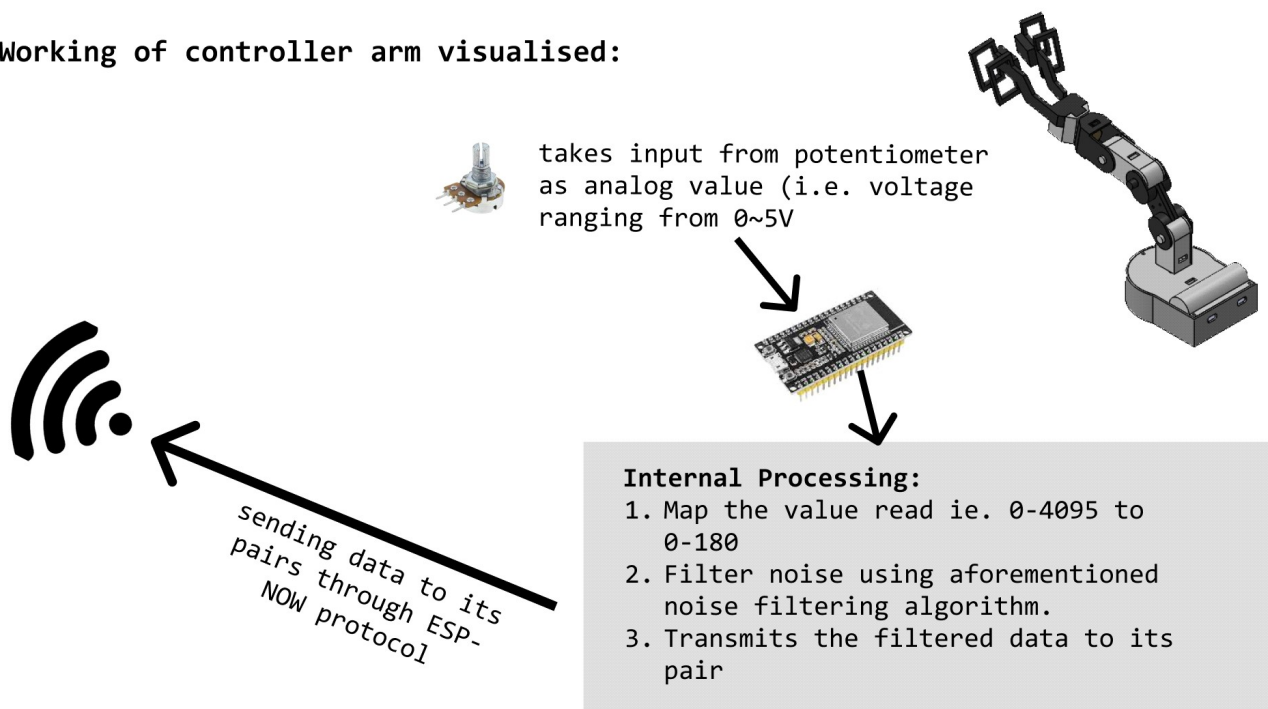 Working of controller arm visualised:
takes input from potentiometer
as analog value (i.e. voltage
ranging from 0~5V
Internal Processing:
1. Map the value read ie. 0-4095 to
0-180
2. Filter noise using aforementioned
noise filtering algorithm.
3. Transmits the filtered data to its
pair
sending data to its
pairs through ESP-
NOW protocol